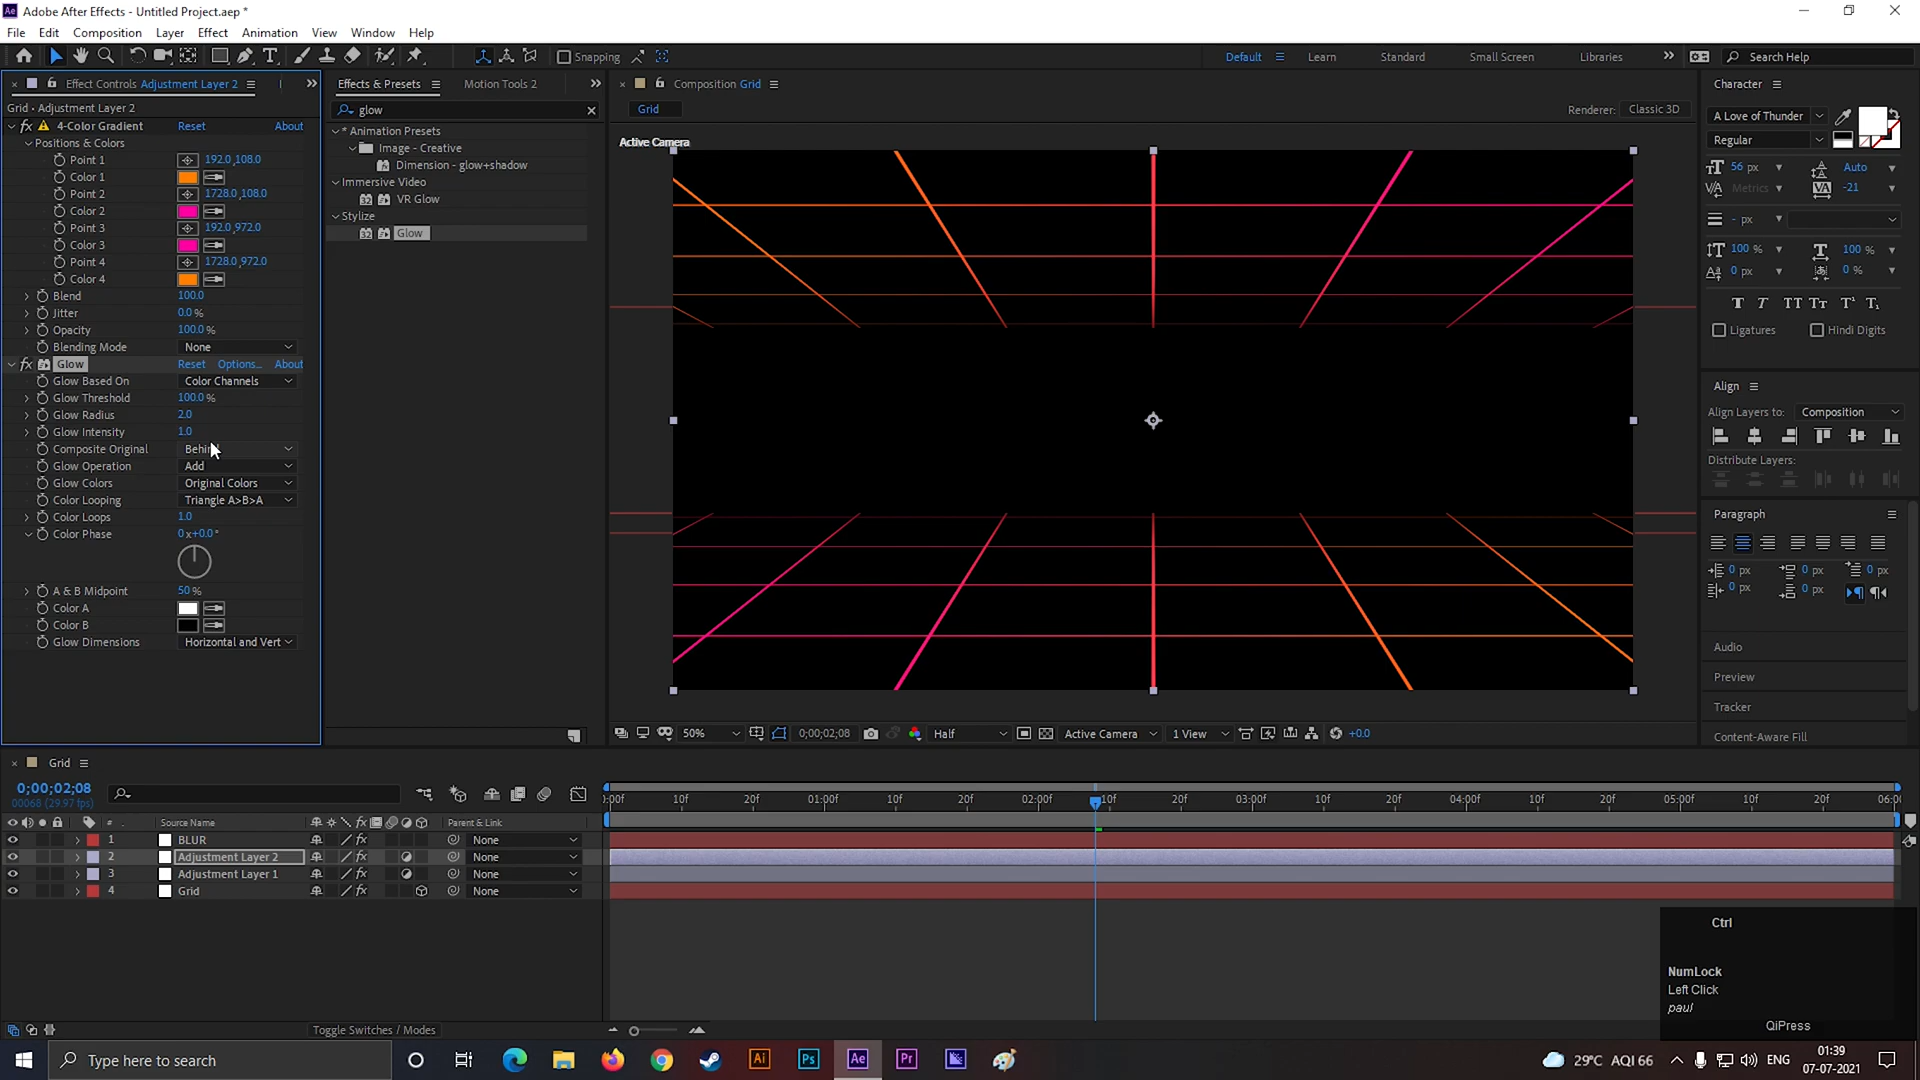 Adobe After Effects - Untitled Project.aep *
File Edit Composition Layer Effect Animation View Window Help
Snapping
Default Learn Standard Small Screen Libraries Search Help
Effect Controls Adjustment Layer 2
Grid • Adjustment Layer 2
4-Color Gradient Reset About
Positions & Colors
Point 1 192.0,108.0
Color 1
Point 2 1728.0,108.0
Color 2
Point 3 192.0,972.0
Color 3
Point 4 1728.0,972.0
Color 4
Blend 100.0
Jitter 0.0 %
Opacity 100.0 %
Blending Mode None
Glow Reset Options... About
Glow Based On Color Channels
Glow Threshold 100.0 %
Glow Radius 2.0
Glow Intensity 1.0
Composite Original Behind
Glow Operation Add
Glow Colors Original Colors
Color Looping Triangle A>B>A
Color Loops 1.0
Color Phase 0 x+0.0 °
A & B Midpoint 50 %
Color A
Color B
Glow Dimensions Horizontal and Vert
Effects & Presets Motion Tools 2
glow
* Animation Presets
Image - Creative
Dimension - glow+shadow
Immersive Video
32 VR Glow
Stylize
32 Glow
Composition Grid
Grid
Renderer: Classic 3D
Active Camera
50% 0;00;02;08 Half Active Camera 1 View +0.0
Character
A Love of Thunder
Regular
56 px Auto
Metrics -21
- px
100 % 100 %
0 px 0 %
T T TT Tt T¹ T₁
Ligatures Hindi Digits
Align
Align Layers to: Composition
Distribute Layers:
Paragraph
0 px 0 px 0 px
0 px 0 px
Audio
Preview
Tracker
Content-Aware Fill
Grid
0;00;02;08
00068 (29.97 fps)
:00f 10f 20f 01:00f 10f 20f 02:00f 10f 20f 03:00f 10f 20f 04:00f 10f 20f 05:00f 10f 20f 06:00
# Source Name Parent & Link
1 BLUR None
2 Adjustment Layer 2 None
3 Adjustment Layer 1 None
4 Grid None
Toggle Switches / Modes
Ctrl
NumLock
Left Click
paul
QiPress
Type here to search
Ai Ps Ae Pr
29°C AQI 66 ENG
01:39
07-07-2021